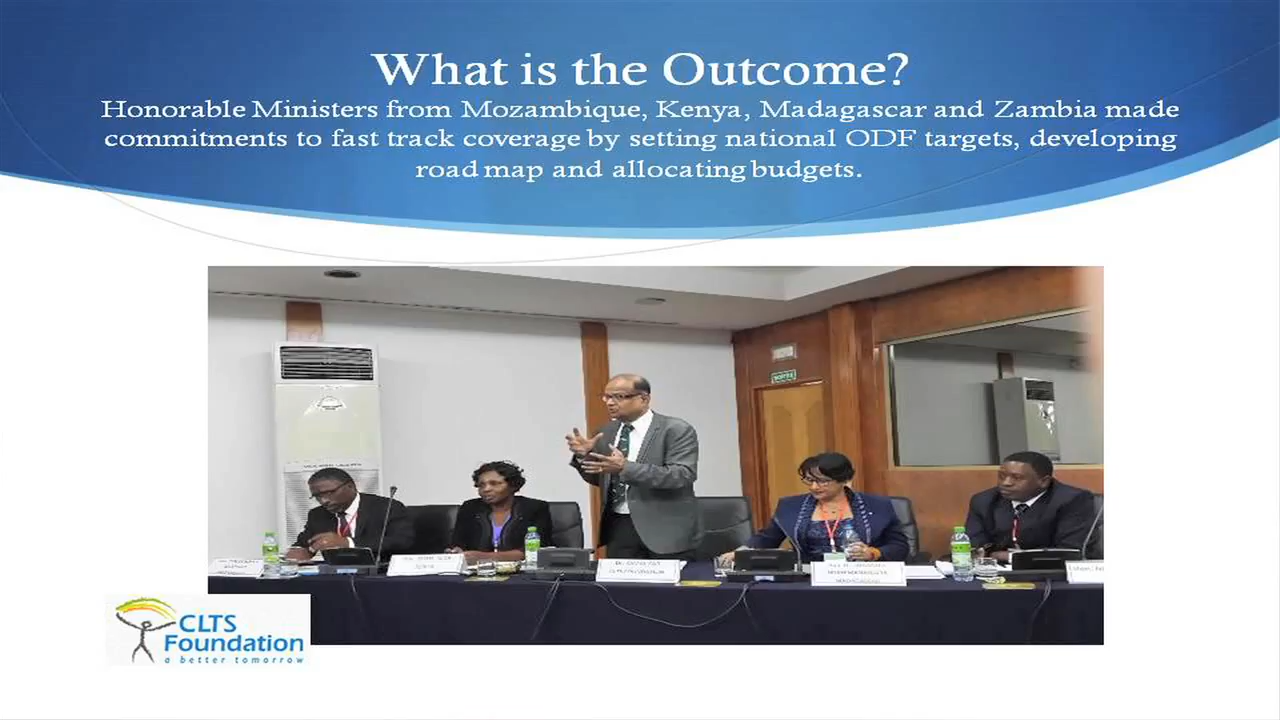 What is the Outcome?
Honorable Ministers from Mozambique, Kenya, Madagascar and Zambia made
commitments to fast track coverage by setting national ODF targets, developing
road map and allocating budgets.
SORTIE
CLTS
Foundation
a better tomorrow